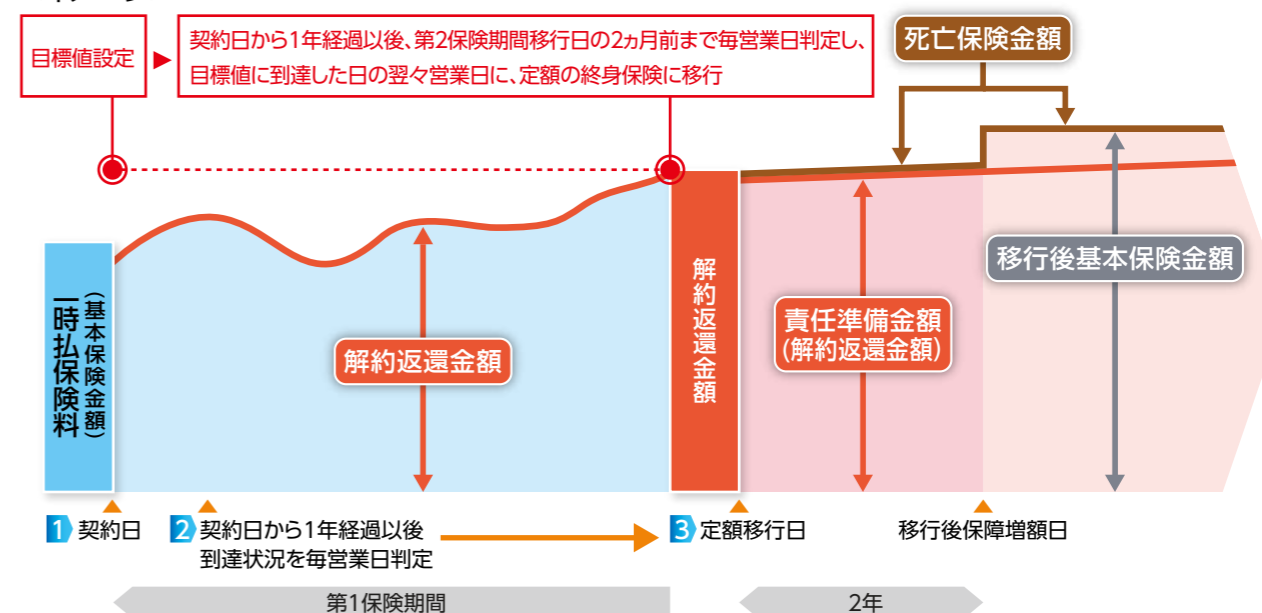 目標値設定
契約日から1年経過以後、第2保険期間移行日の2ヵ月前まで毎営業日判定し、
目標値に到達した日の翌々営業日に、定額の終身保険に移行
死亡保険金額
移行後基本保険金額
一時払保険料
(基本保険金額)
解約返還金額
解約返還金額
責任準備金額
(解約返還金額)
1 契約日
2 契約日から1年経過以後
到達状況を毎営業日判定
3 定額移行日
移行後保障増額日
第1保険期間
2年